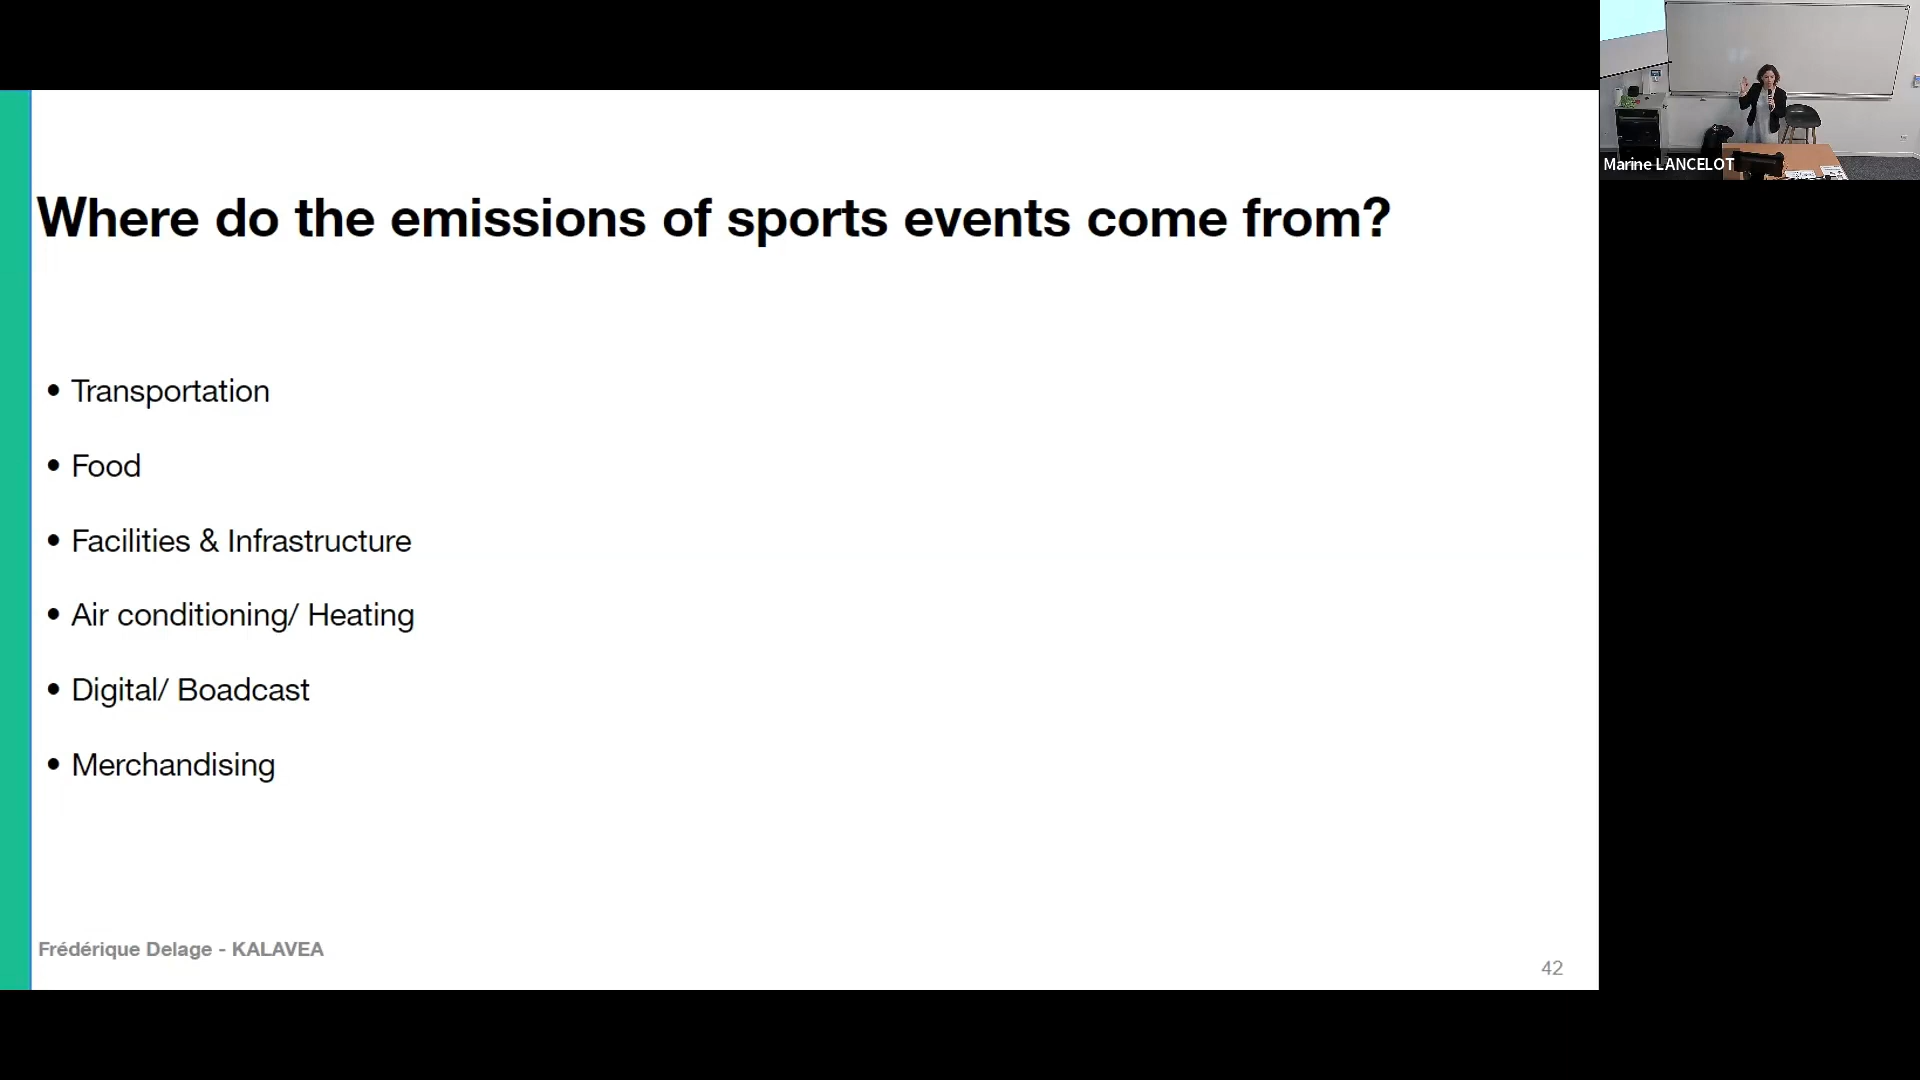 Where do the emissions of sports events come from?
• Transportation
• Food
• Facilities & Infrastructure
• Air conditioning/ Heating
• Digital/ Boadcast
• Merchandising
Frédérique Delage - KALAVEA
42
Marine LANCELOT